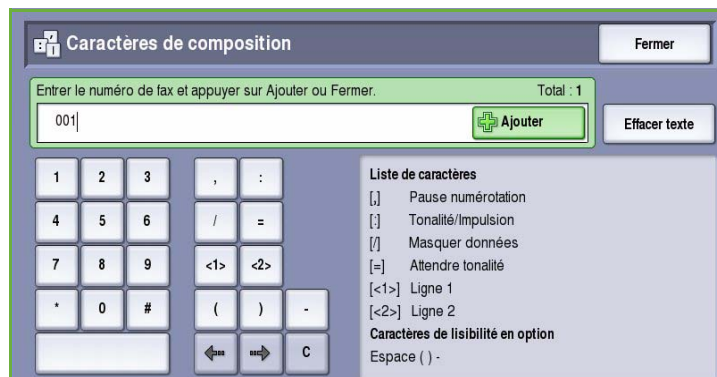 Caractères de composition
Fermer
Entrer le numéro de fax et appuyer sur Ajouter ou Fermer.
Total : 1
001
Ajouter
Effacer texte
1 2 3 , :
4 5 6 / =
7 8 9 <1> <2>
* 0 # ( ) -
C
Liste de caractères
[,] Pause numérotation
[:] Tonalité/Impulsion
[/] Masquer données
[=] Attendre tonalité
[<1>] Ligne 1
[<2>] Ligne 2
Caractères de lisibilité en option
Espace ( ) -